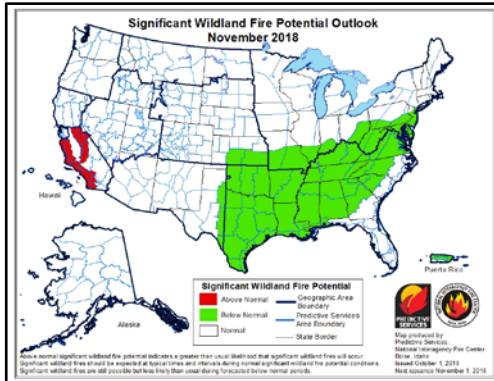 Significant Wildland Fire Potential Outlook
November 2018
Hawaii
Alaska
Puerto Rico
Significant Wildland Fire Potential
Above Normal
Below Normal
Normal
Geographic Area
Boundary
Predictive Services
Area Boundary
State Border
PREDICTIVE
SERVICES
Map produced by
Predictive Services,
National Interagency Fire Center
Boise, Idaho
Issued October 1, 2018
Next issuance November 1, 2018
Above normal significant wildland fire potential indicates a greater than usual likelihood that significant wildland fires will occur.
Significant wildland fires should be expected at typical times and intervals during normal significant wildland fire potential conditions.
Significant wildland fires are still possible but less likely than usual during forecasted below normal periods.